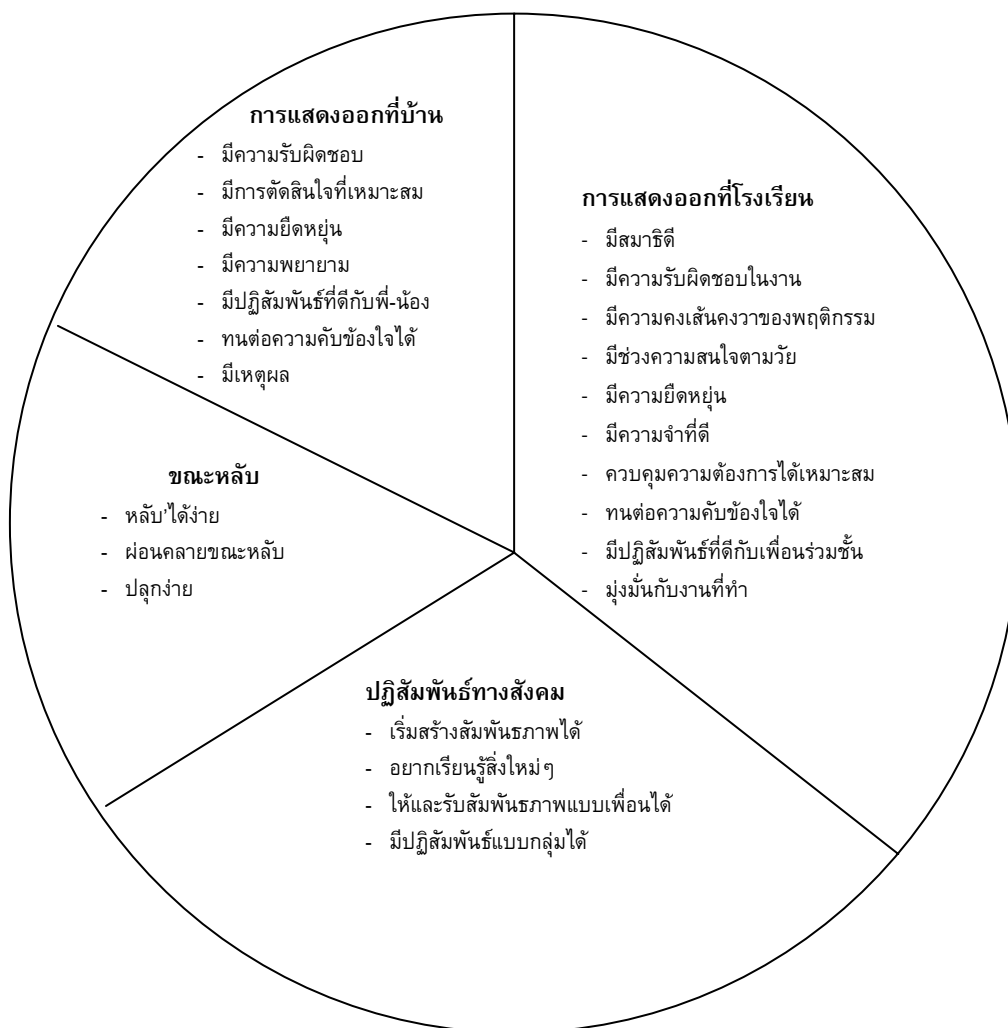 การแสดงออกที่บ้าน
- มีความรับผิดชอบ
- มีการตัดสินใจที่เหมาะสม
- มีความยืดหยุ่น
- มีความพยายาม
- มีปฏิสัมพันธ์ที่ดีกับพี่-น้อง
- ทนต่อความคับข้องใจได้
- มีเหตุผล
การแสดงออกที่โรงเรียน
- มีสมาธิดี
- มีความรับผิดชอบในงาน
- มีความคงเส้นคงวาของพฤติกรรม
- มีช่วงความสนใจตามวัย
- มีความยืดหยุ่น
- มีความจำที่ดี
- ควบคุมความต้องการได้เหมาะสม
- ทนต่อความคับข้องใจได้
- มีปฏิสัมพันธ์ที่ดีกับเพื่อนร่วมชั้น
- มุ่งมั่นกับงานที่ทำ
ขณะหลับ
- หลับ'ได้ง่าย
- ผ่อนคลายขณะหลับ
- ปลุกง่าย
ปฏิสัมพันธ์ทางสังคม
- เริ่มสร้างสัมพันธภาพได้
- อยากเรียนรู้สิ่งใหม่ๆ
- ให้และรับสัมพันธภาพแบบเพื่อนได้
- มีปฏิสัมพันธ์แบบกลุ่มได้